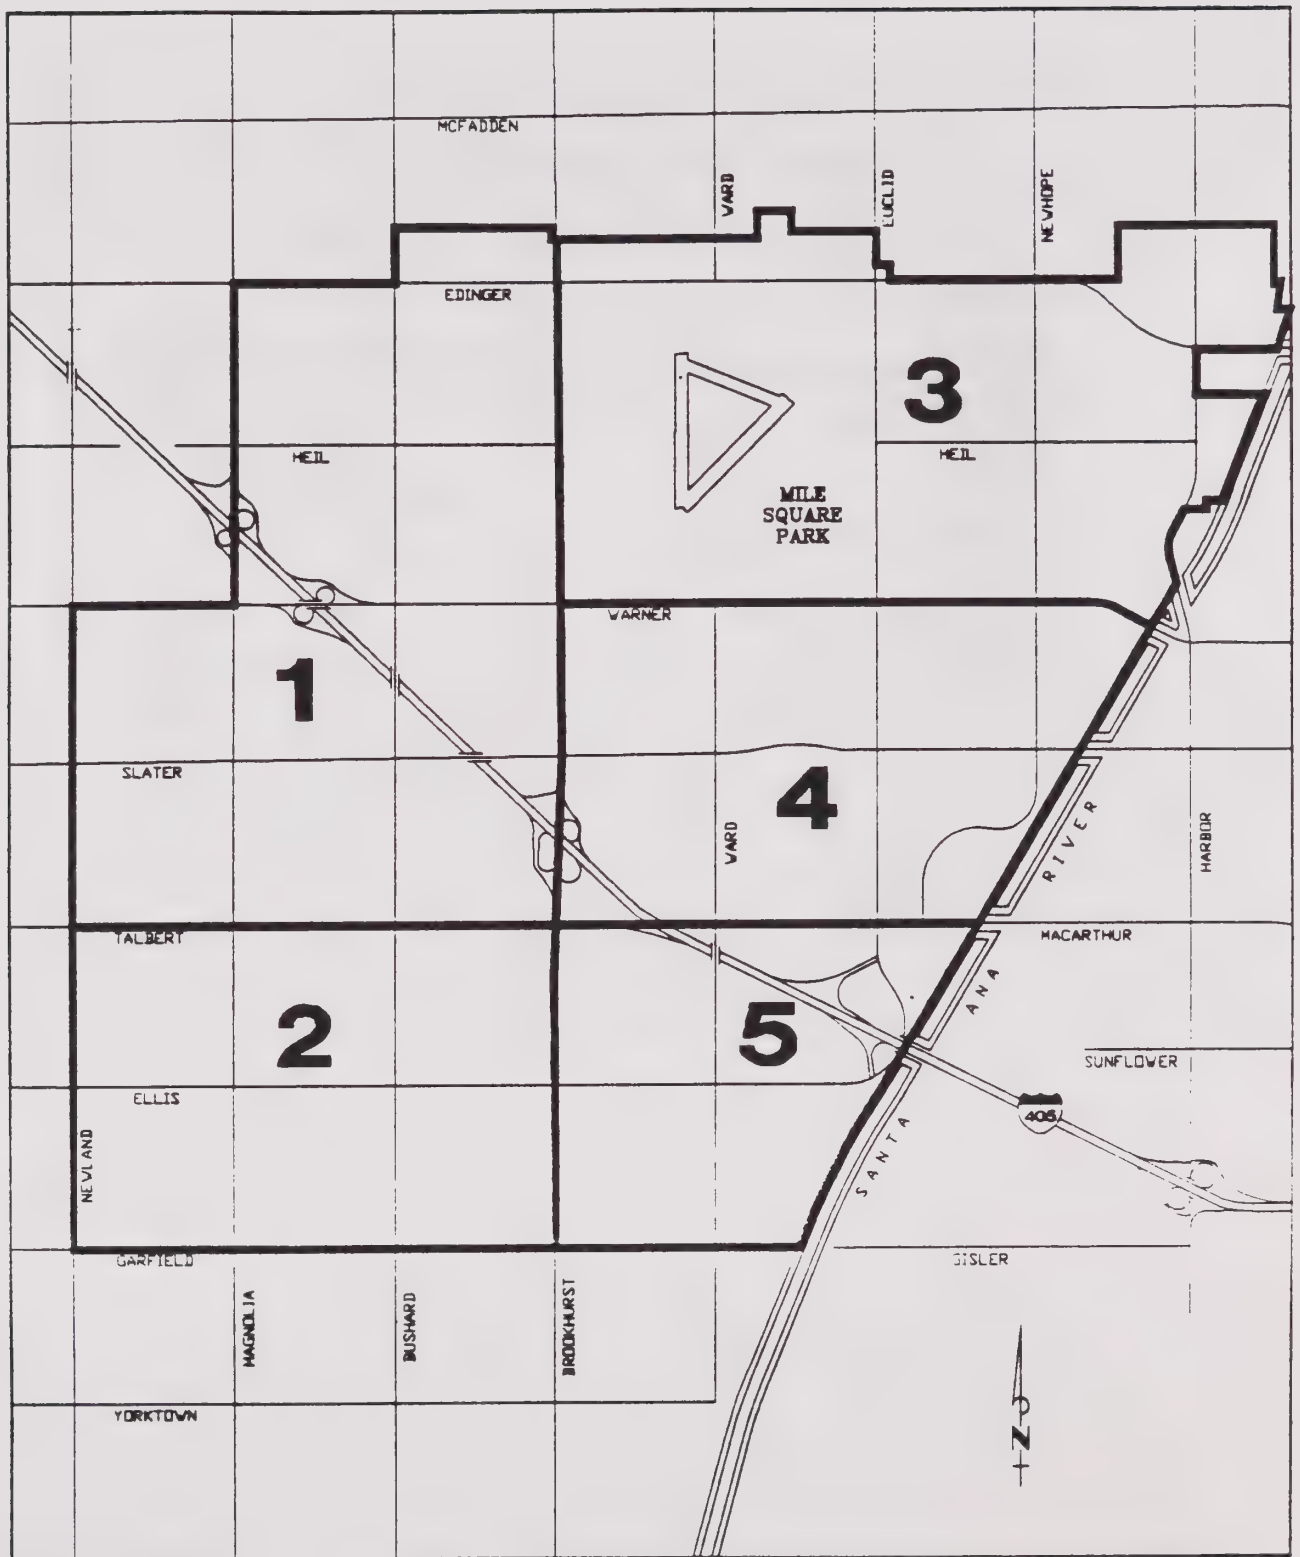 MCFADDEN
WARD
EUCLID
NEWHOPE
EDINGER
3
HEIL
HEIL
MILE
SQUARE
PARK
WARNER
1
SLATER
4
WARD
RIVER
HARBOR
TALBERT
MACARTHUR
ANA
2
5
SUNFLOWER
ELLIS
405
NEWLAND
SANTA
GARFIELD
GISLER
MAGNOLIA
BUSHARD
BROOKHURST
YORKTOWN
N